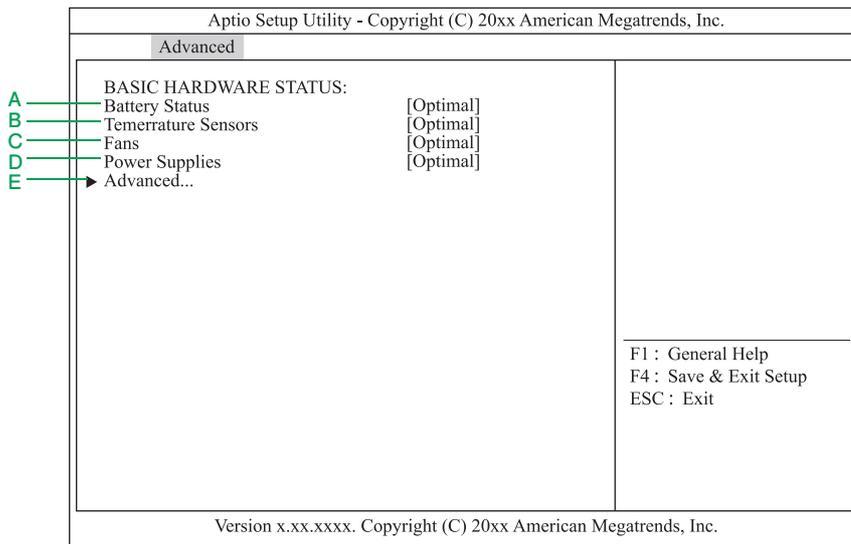 Aptio Setup Utility - Copyright (C) 20xx American Megatrends, Inc.
Advanced
BASIC HARDWARE STATUS:
A Battery Status [Optimal]
B Temerrature Sensors [Optimal]
C Fans [Optimal]
D Power Supplies [Optimal]
E ▶ Advanced...
F1 : General Help
F4 : Save & Exit Setup
ESC : Exit
Version x.xx.xxxx. Copyright (C) 20xx American Megatrends, Inc.